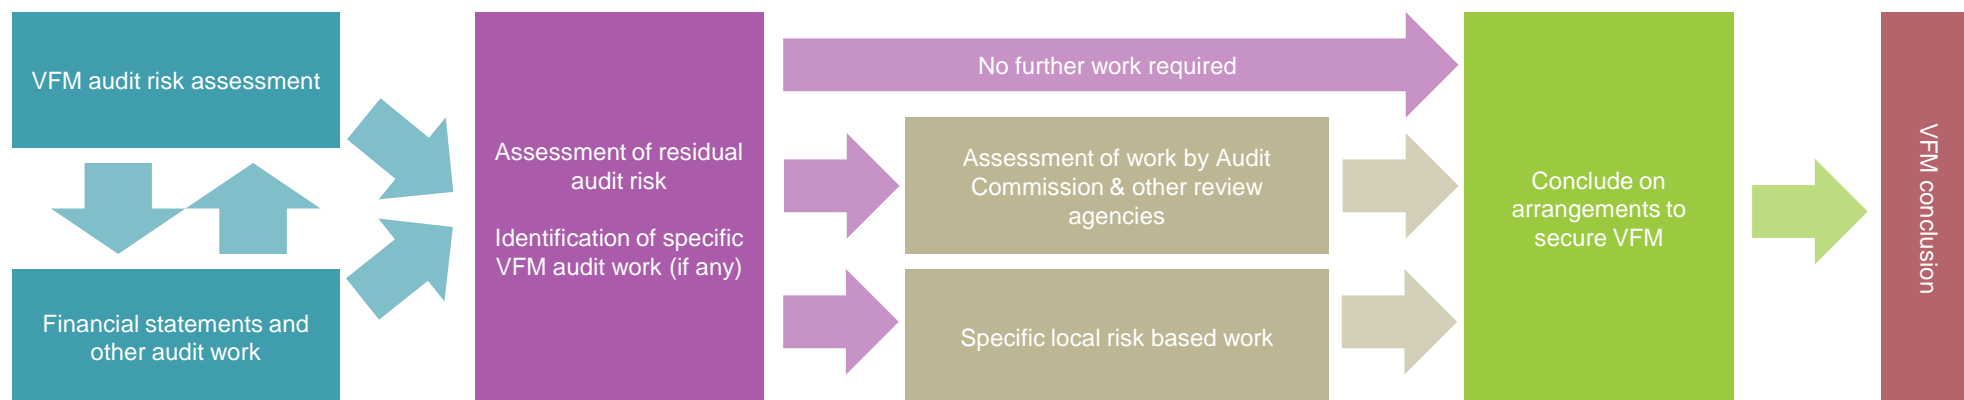 VFM audit risk assessment
Financial statements and
other audit work
Assessment of residual
audit risk
Identification of specific
VFM audit work (if any)
No further work required
Assessment of work by Audit
Commission & other review
agencies
Specific local risk based work
Conclude on
arrangements to
secure VFM
VFM conclusion